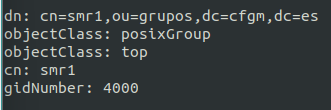 dn: cn=smr1,ou=grupos,dc=cfgm,dc=es
objectClass: posixGroup
objectClass: top
cn: smr1
gidNumber: 4000